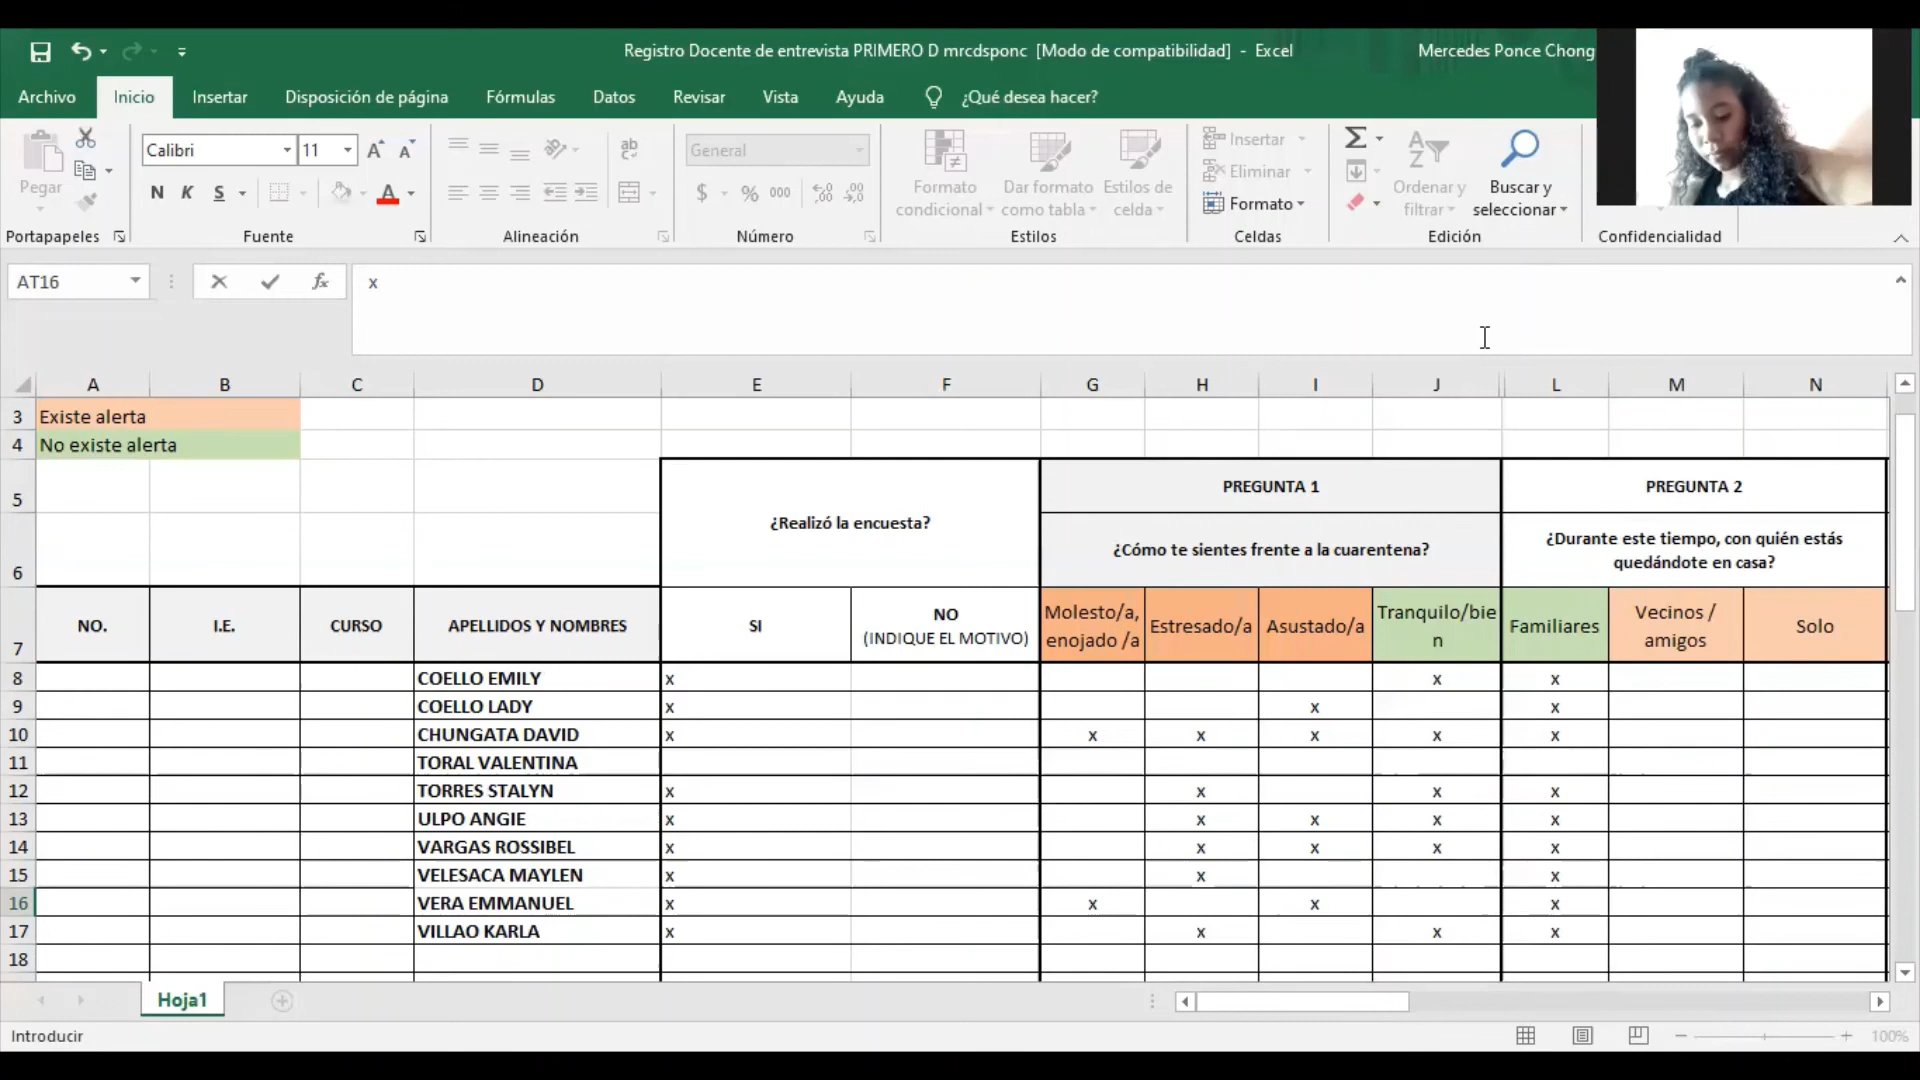 Registro Docente de entrevista PRIMERO D mrcdsponc [Modo de compatibilidad] - Excel
Mercedes Ponce Chong
Archivo Inicio Insertar Disposición de página Fórmulas Datos Revisar Vista Ayuda ¿Qué desea hacer?
Pegar
Calibri 11
N K S
General
$ % 000
Formato condicional
Dar formato como tabla
Estilos de celda
Insertar
Eliminar
Formato
Ordenar y filtrar
Buscar y seleccionar
Portapapeles Fuente Alineación Número Estilos Celdas Edición Confidencialidad
AT16 fx x
A B C D E F G H I J L M N
3 Existe alerta
4 No existe alerta
5 PREGUNTA 1 PREGUNTA 2
¿Realizó la encuesta?
6 ¿Cómo te sientes frente a la cuarentena? ¿Durante este tiempo, con quién estás
quedándote en casa?
7 NO. I.E. CURSO APELLIDOS Y NOMBRES SI NO
(INDIQUE EL MOTIVO)
Molesto/a,
enojado /a
Estresado/a
Asustado/a
Tranquilo/bie
n
Familiares
Vecinos /
amigos
Solo
8 COELLO EMILY x x x
9 COELLO LADY x x x
10 CHUNGATA DAVID x x x x x x
11 TORAL VALENTINA
12 TORRES STALYN x x x x
13 ULPO ANGIE x x x x x
14 VARGAS ROSSIBEL x x x x x
15 VELESACA MAYLEN x x x
16 VERA EMMANUEL x x x x
17 VILLAO KARLA x x x x
18
Hoja1
Introducir
100%